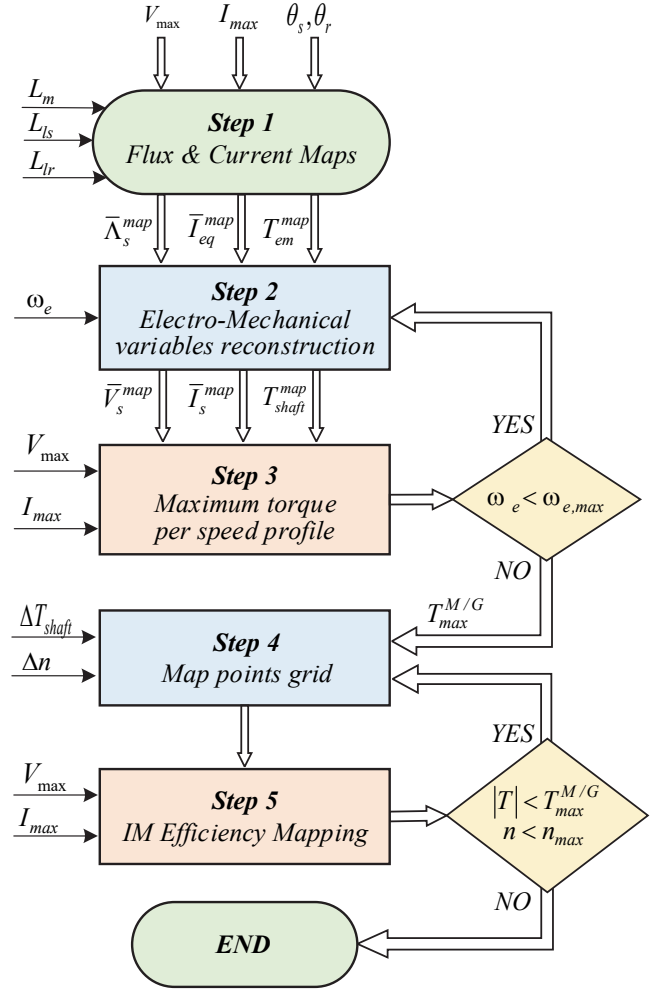 V_max I_max θ_s, θ_r
L_m
L_ls
L_lr
Step 1
Flux & Current Maps
Λ̅_s^map I̅_eq^map T_em^map
ω_e
Step 2
Electro-Mechanical
variables reconstruction
V̅_s^map I̅_s^map T_shaft^map
YES
V_max
I_max
Step 3
Maximum torque
per speed profile
ω_e < ω_e,max
NO
T_max^M/G
ΔT_shaft
Δn
Step 4
Map points grid
YES
V_max
I_max
Step 5
IM Efficiency Mapping
|T| < T_max^M/G
n < n_max
NO
END